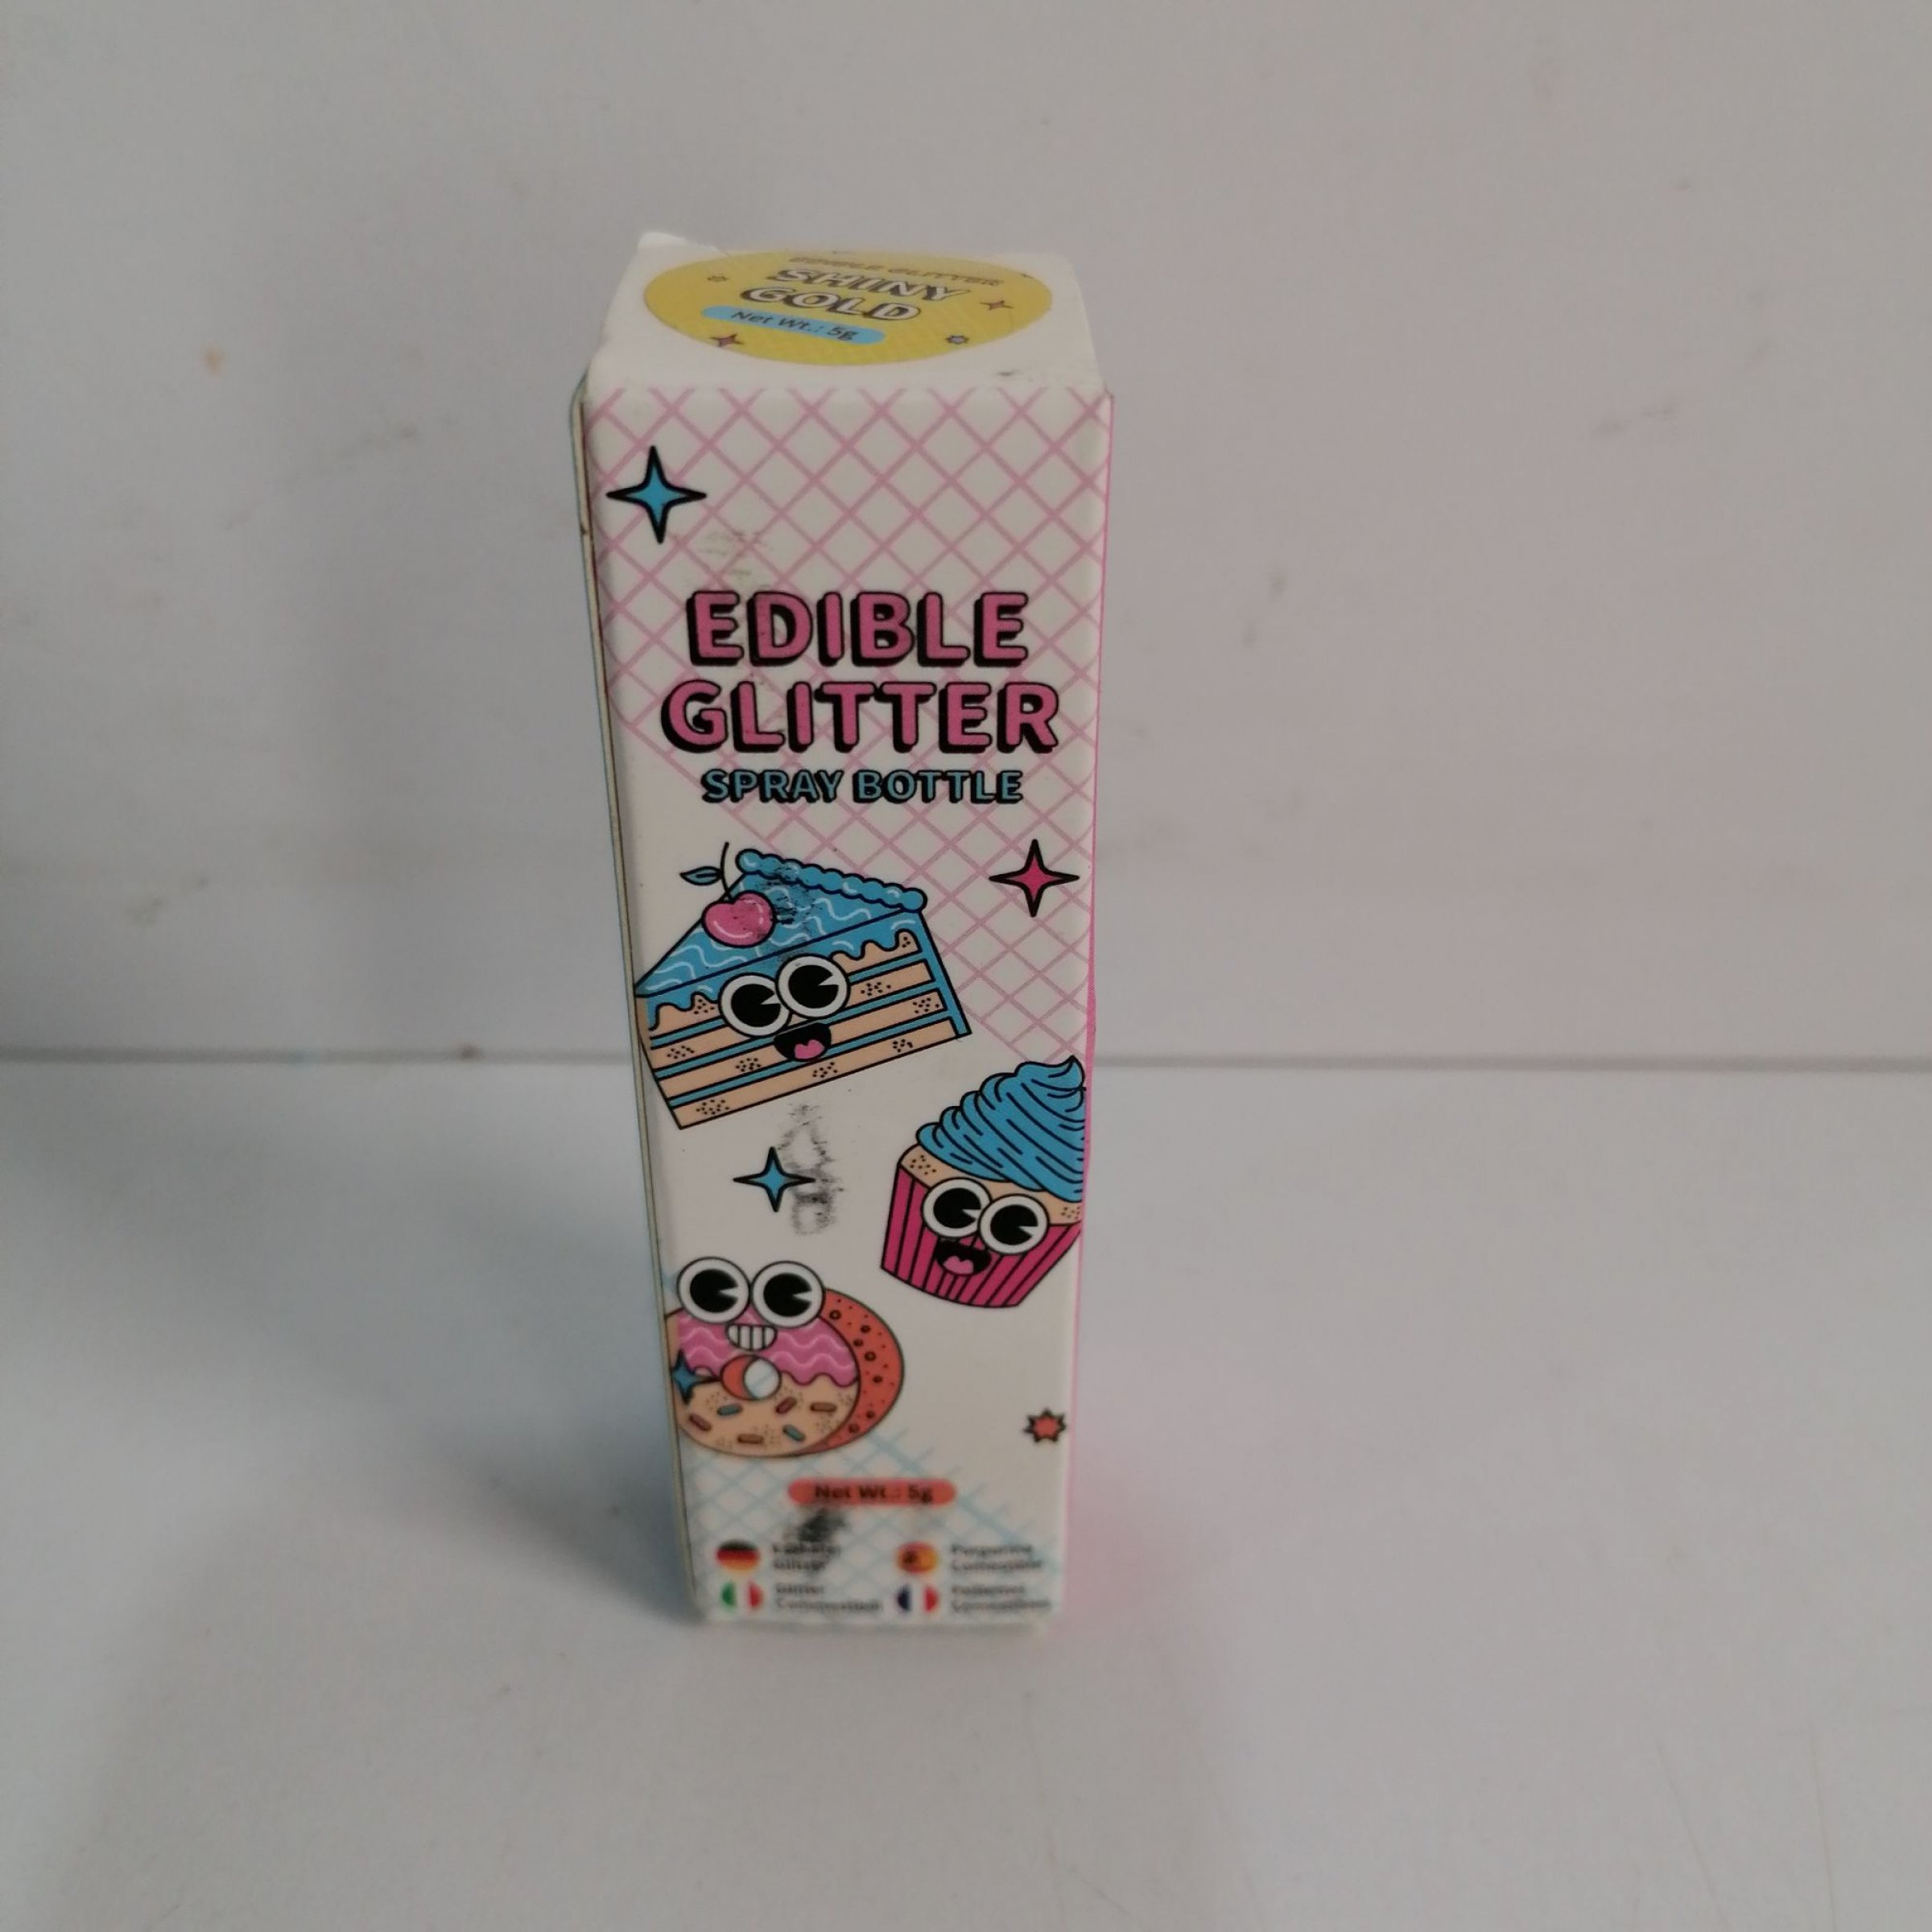 EDIBLE GLITTER
SHINY
GOLD
Net Wt.: 5g
EDIBLE
GLITTER
SPRAY BOTTLE
Net Wt.: 5g